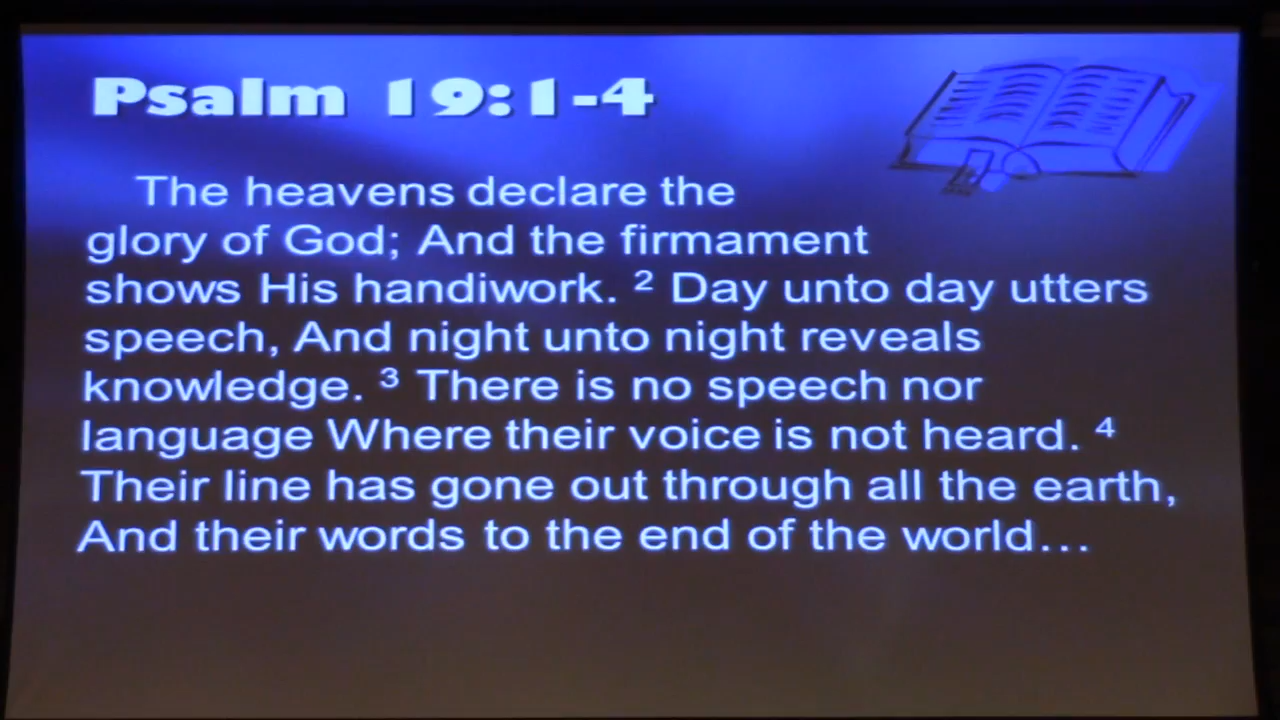 Psalm 19:1-4
The heavens declare the
glory of God; And the firmament
shows His handiwork. ² Day unto day utters
speech, And night unto night reveals
knowledge. ³ There is no speech nor
language Where their voice is not heard. ⁴
Their line has gone out through all the earth,
And their words to the end of the world…